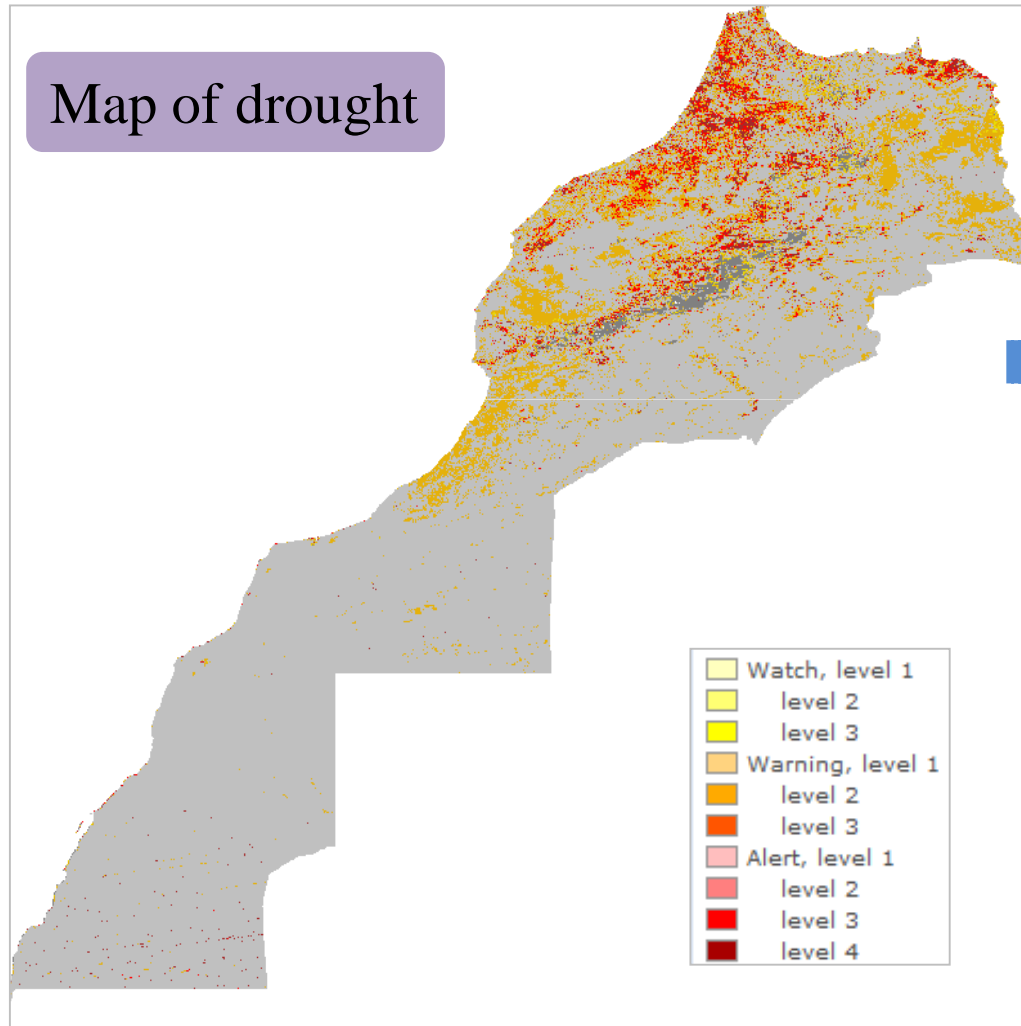 Map of drought
Watch, level 1
level 2
level 3
Warning, level 1
level 2
level 3
Alert, level 1
level 2
level 3
level 4